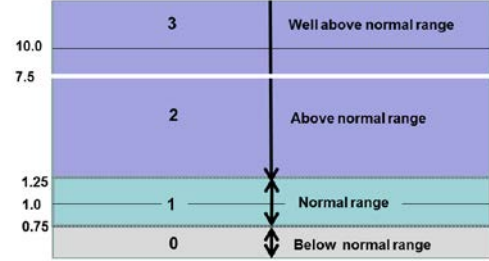 3 Well above normal range
10.0
7.5
2 Above normal range
1.25
1.0 1 Normal range
0.75
0 Below normal range